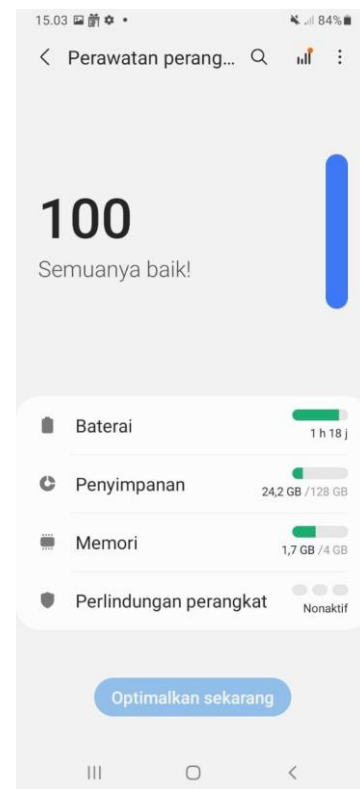 15.03 84%
Perawatan perang...
100
Semuanya baik!
Baterai
1 h 18 j
Penyimpanan
24,2 GB /128 GB
Memori
1,7 GB /4 GB
Perlindungan perangkat
Nonaktif
Optimalkan sekarang